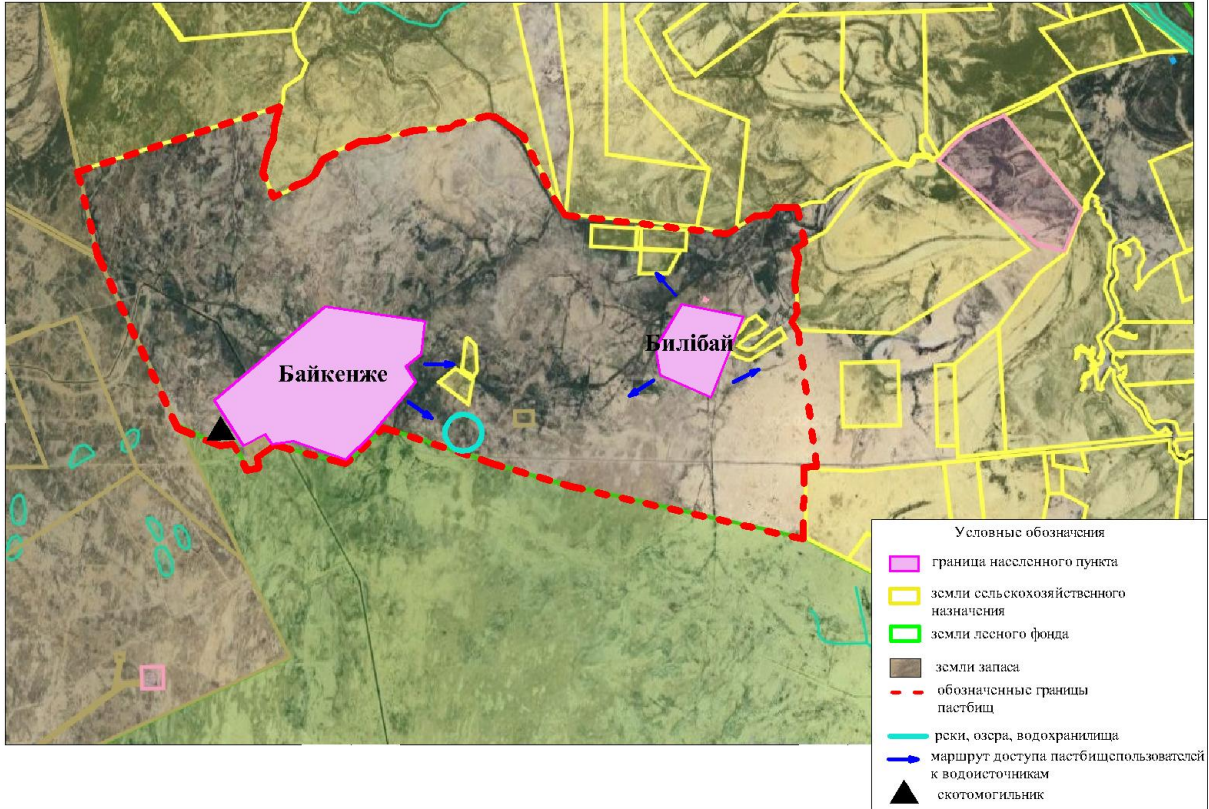 Байкенже
Билібай
Условные обозначения
граница населенного пункта
земли сельскохозяйственного
назначения
земли лесного фонда
земли запаса
обозначенные границы
пастбищ
реки, озера, водохранилища
маршрут доступа пастбищепользователей
к водоисточникам
скотомогильник